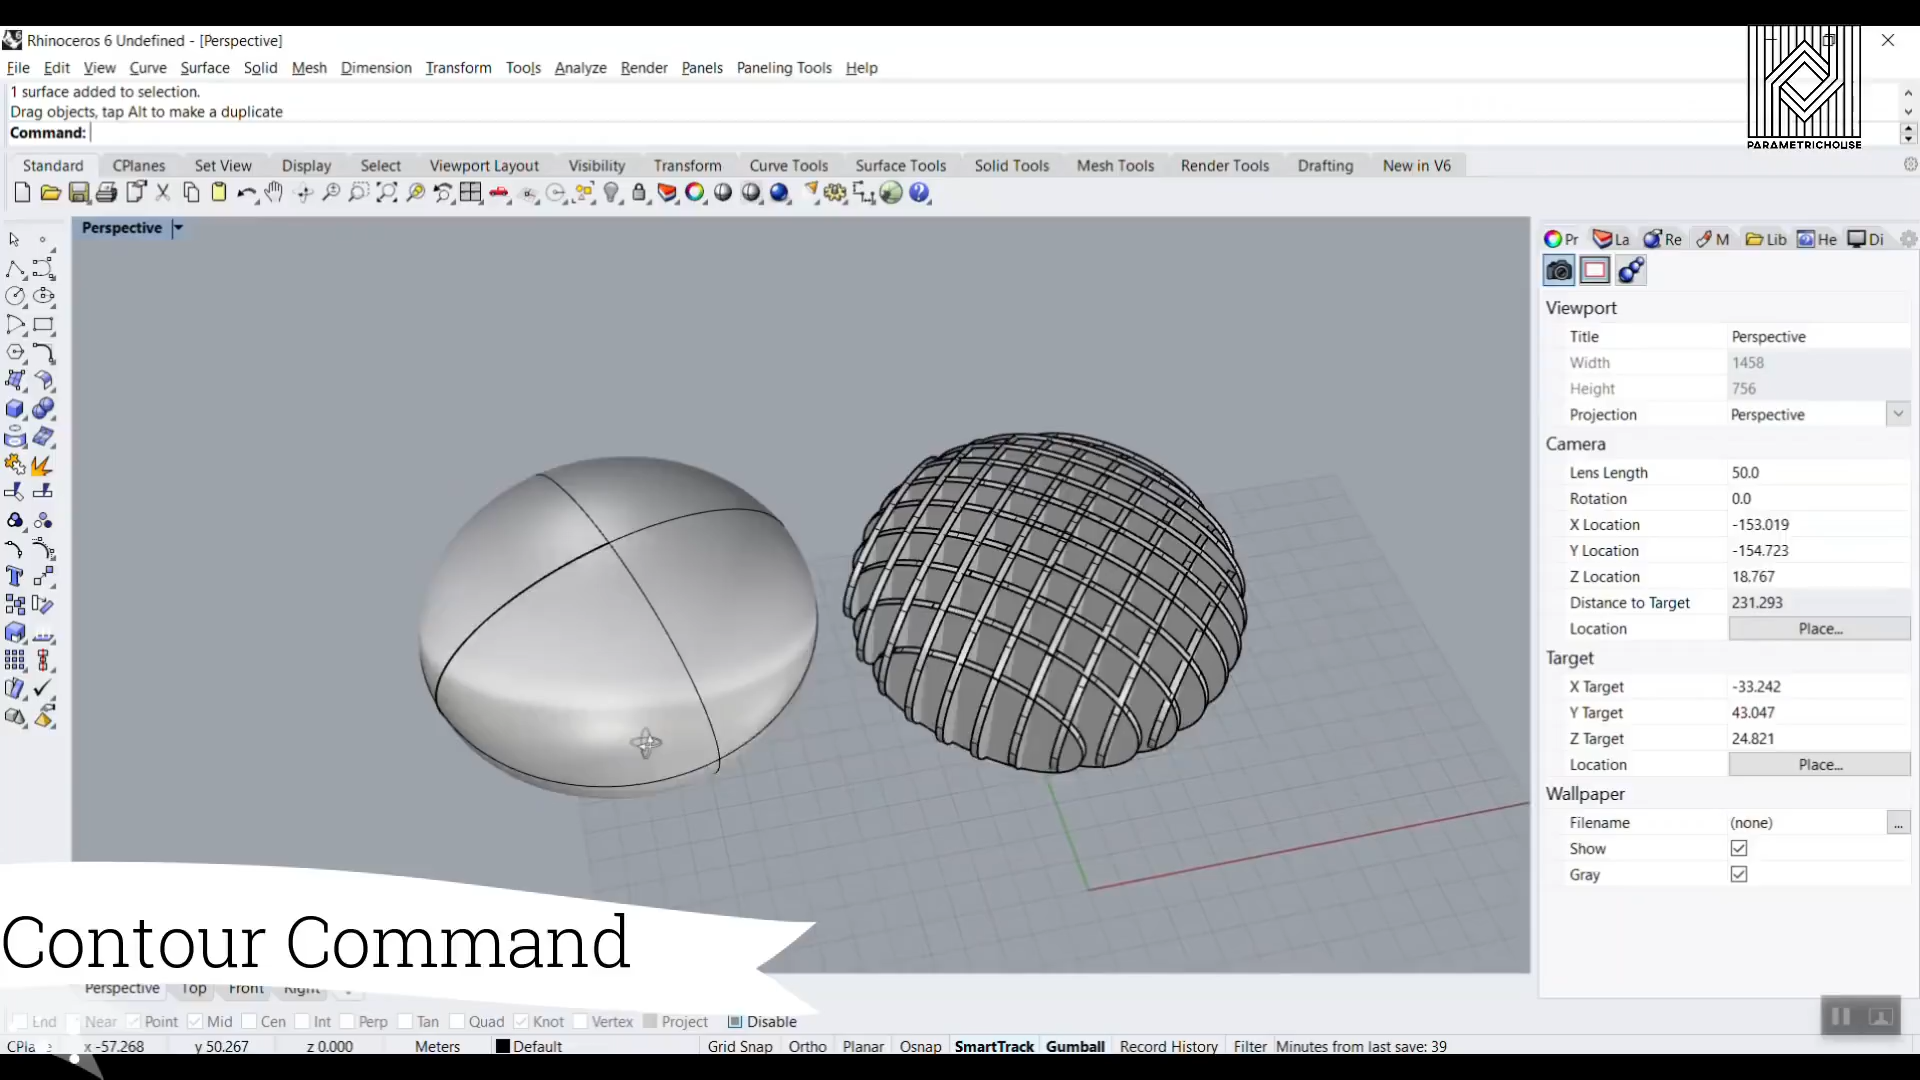 Rhinoceros 6 Undefined - [Perspective]
File Edit View Curve Surface Solid Mesh Dimension Transform Tools Analyze Render Panels Paneling Tools Help
1 surface added to selection.
Drag objects, tap Alt to make a duplicate
Command:
PARAMETRICHOUSE
Standard CPlanes Set View Display Select Viewport Layout Visibility Transform Curve Tools Surface Tools Solid Tools Mesh Tools Render Tools Drafting New in V6
Perspective
Pr La Re M Lib He Di
Viewport
Title Perspective
Width 1458
Height 756
Projection Perspective
Camera
Lens Length 50.0
Rotation 0.0
X Location -153.019
Y Location -154.723
Z Location 18.767
Distance to Target 231.293
Location Place...
Target
X Target -33.242
Y Target 43.047
Z Target 24.821
Location Place...
Wallpaper
Filename (none) ...
Show
Gray
Contour Command
Perspective Top Front Right
End Near Point Mid Cen Int Perp Tan Quad Knot Vertex Project Disable
x -57.268 y 50.267 z 0.000 Meters Default Grid Snap Ortho Planar Osnap SmartTrack Gumball Record History Filter Minutes from last save: 39